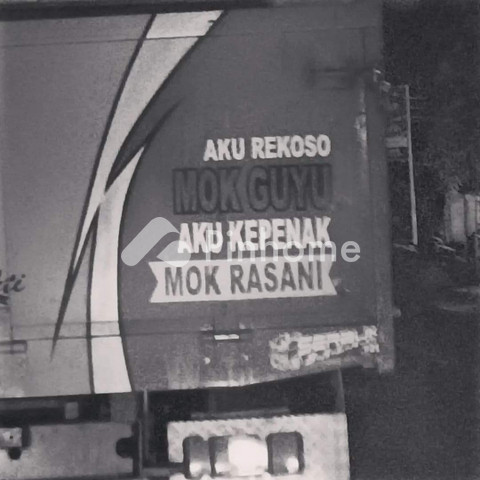 AKU REKOSO
MOK GUYU
AKU KEPENAK
MOK RASANI